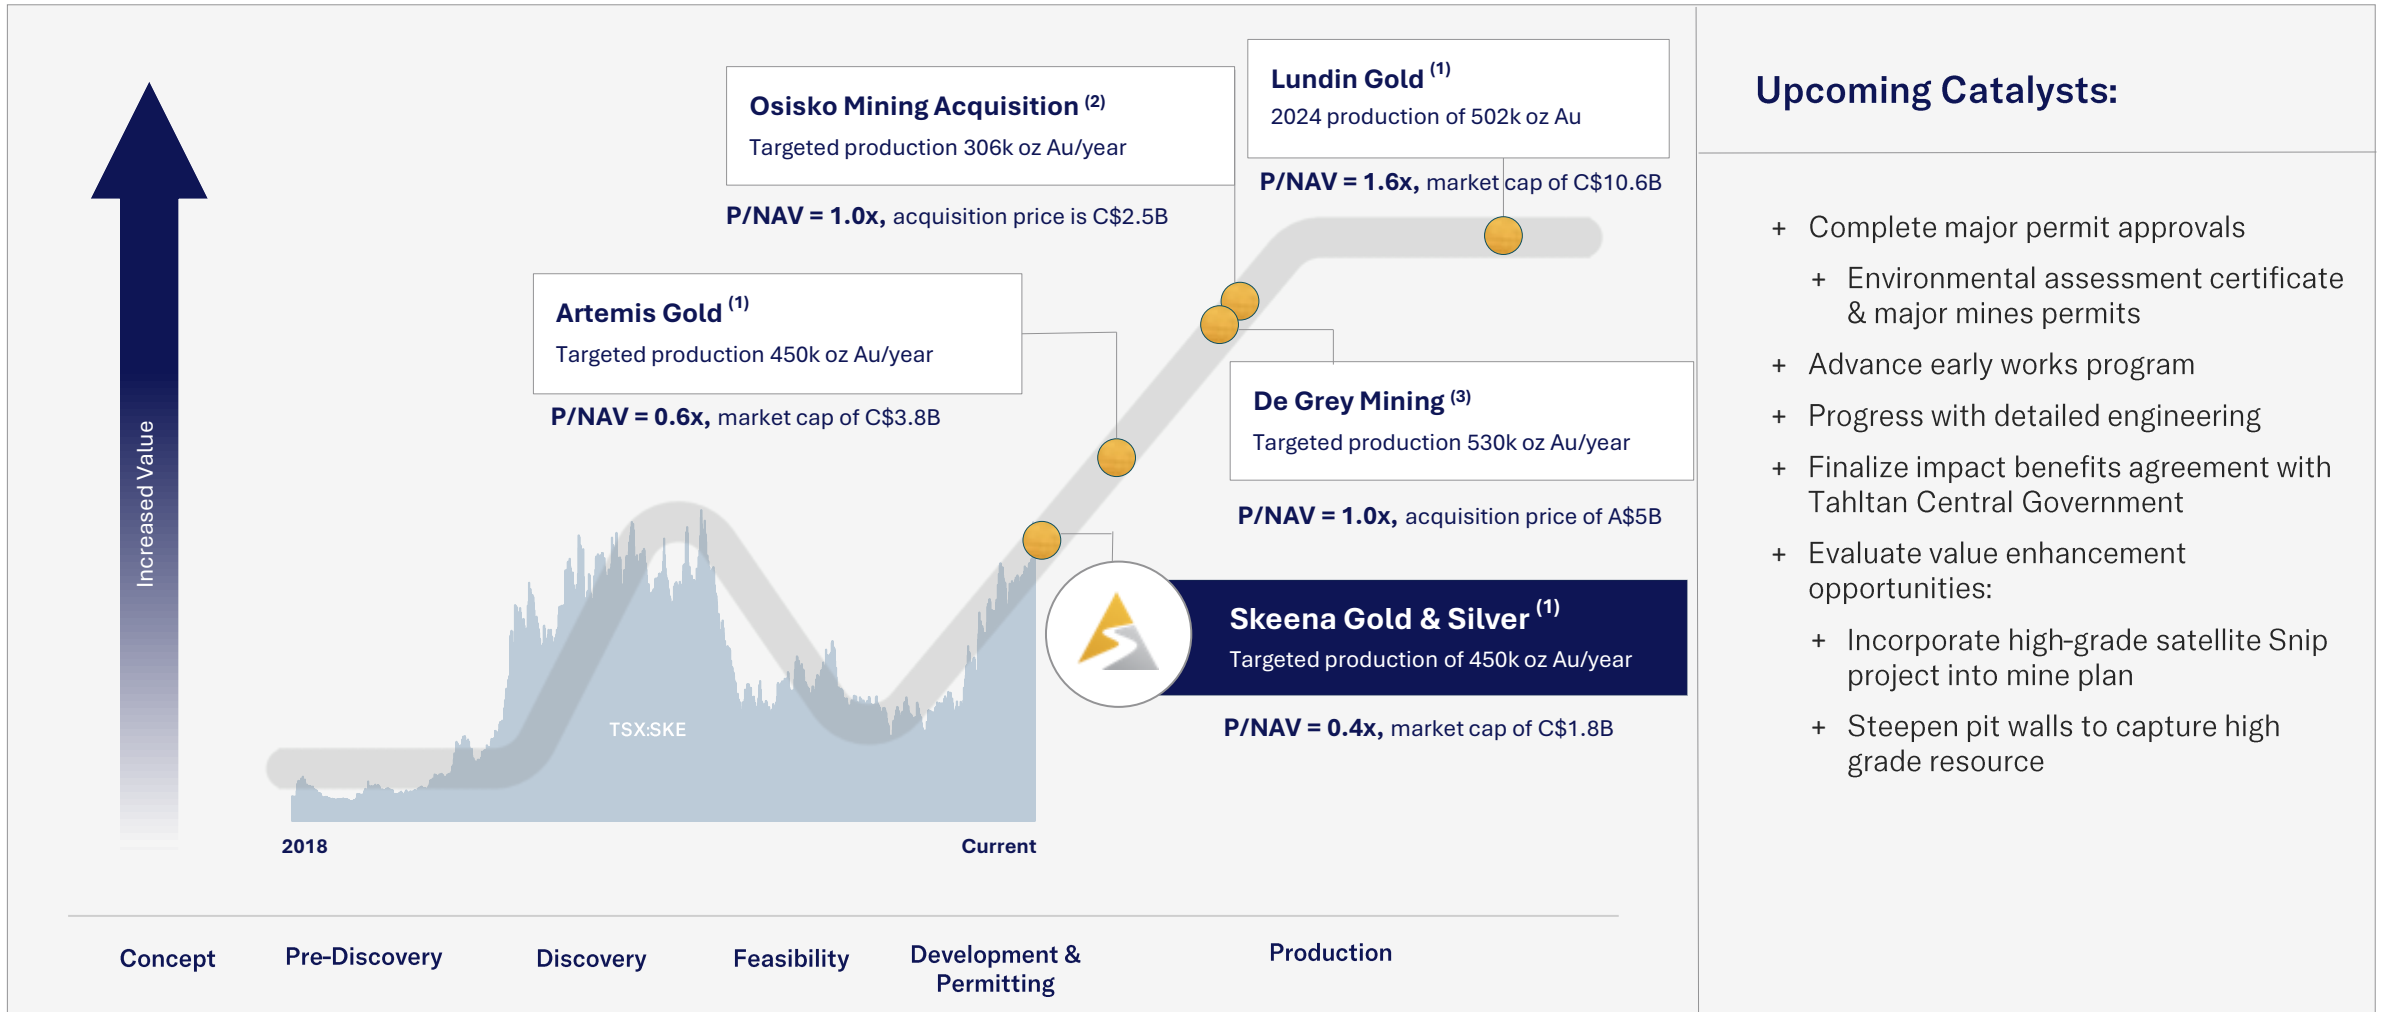 Increased Value
Osisko Mining Acquisition (2)
Targeted production 306k oz Au/year
P/NAV = 1.0x, acquisition price is C$2.5B
Lundin Gold (1)
2024 production of 502k oz Au
P/NAV = 1.6x, market cap of C$10.6B
Artemis Gold (1)
Targeted production 450k oz Au/year
P/NAV = 0.6x, market cap of C$3.8B
De Grey Mining (3)
Targeted production 530k oz Au/year
P/NAV = 1.0x, acquisition price of A$5B
Skeena Gold & Silver (1)
Targeted production of 450k oz Au/year
P/NAV = 0.4x, market cap of C$1.8B
TSX:SKE
2018
Current
Concept
Pre-Discovery
Discovery
Feasibility
Development &
Permitting
Production
Upcoming Catalysts:
+ Complete major permit approvals
+ Environmental assessment certificate
& major mines permits
+ Advance early works program
+ Progress with detailed engineering
+ Finalize impact benefits agreement with
Tahltan Central Government
+ Evaluate value enhancement
opportunities:
+ Incorporate high-grade satellite Snip
project into mine plan
+ Steepen pit walls to capture high
grade resource